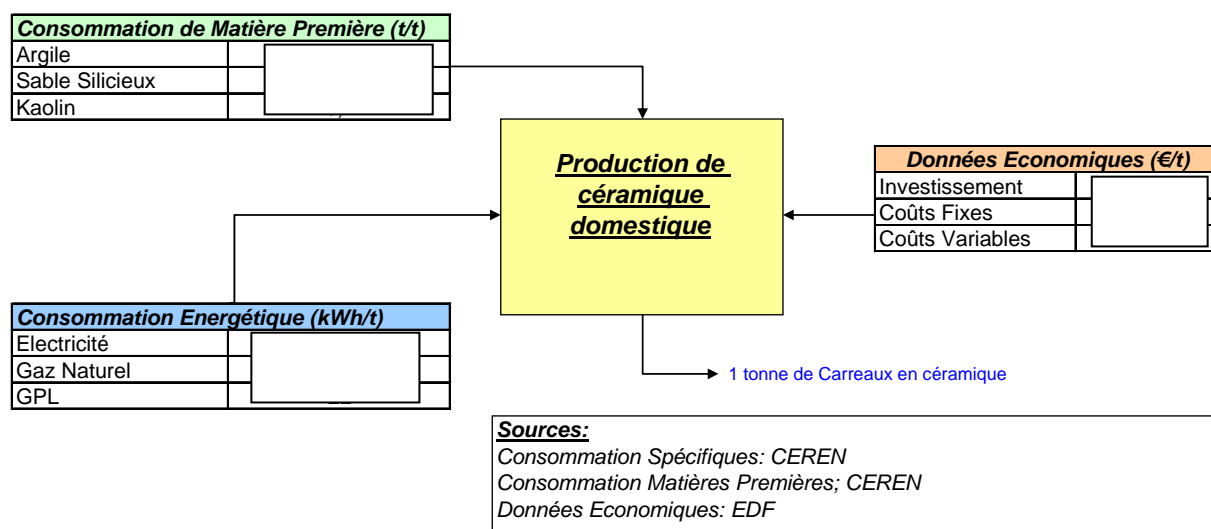 Consommation de Matière Première (t/t)
Argile
Sable Silicieux
Kaolin
Production de
céramique
domestique
Données Economiques (€/t)
Investissement
Coûts Fixes
Coûts Variables
Consommation Energétique (kWh/t)
Electricité
Gaz Naturel
GPL
1 tonne de Carreaux en céramique
Sources:
Consommation Spécifiques: CEREN
Consommation Matières Premières; CEREN
Données Economiques: EDF